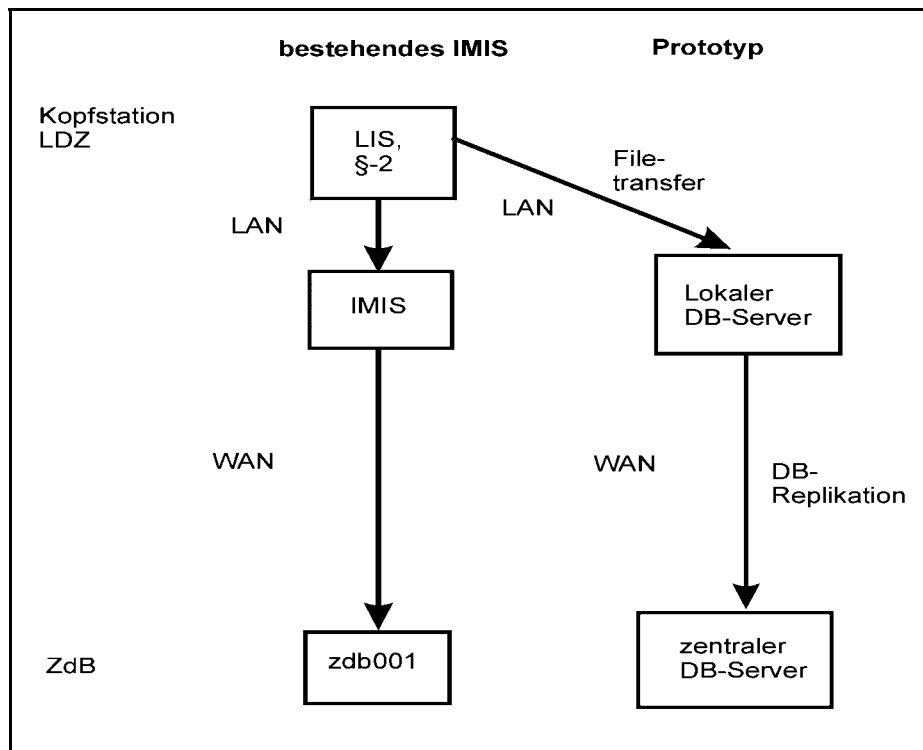 bestehendes IMIS
Prototyp
Kopfstation
LDZ
LIS,
§-2
File-
transfer
LAN
LAN
IMIS
Lokaler
DB-Server
WAN
WAN
DB-
Replikation
ZdB
zdb001
zentraler
DB-Server